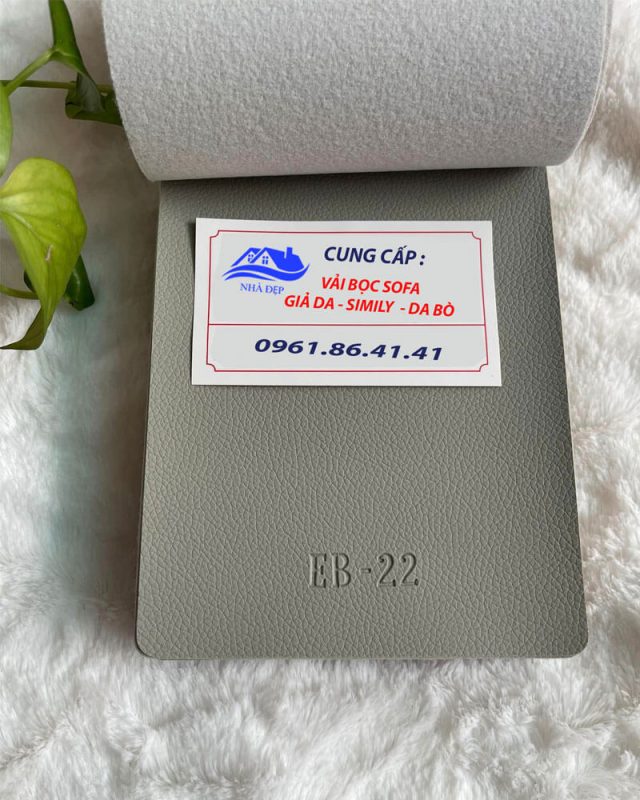 CUNG CẤP :
NHÀ ĐẸP
VẢI BỌC SOFA
GIẢ DA - SIMILY - DA BÒ
0961.86.41.41
EB-22